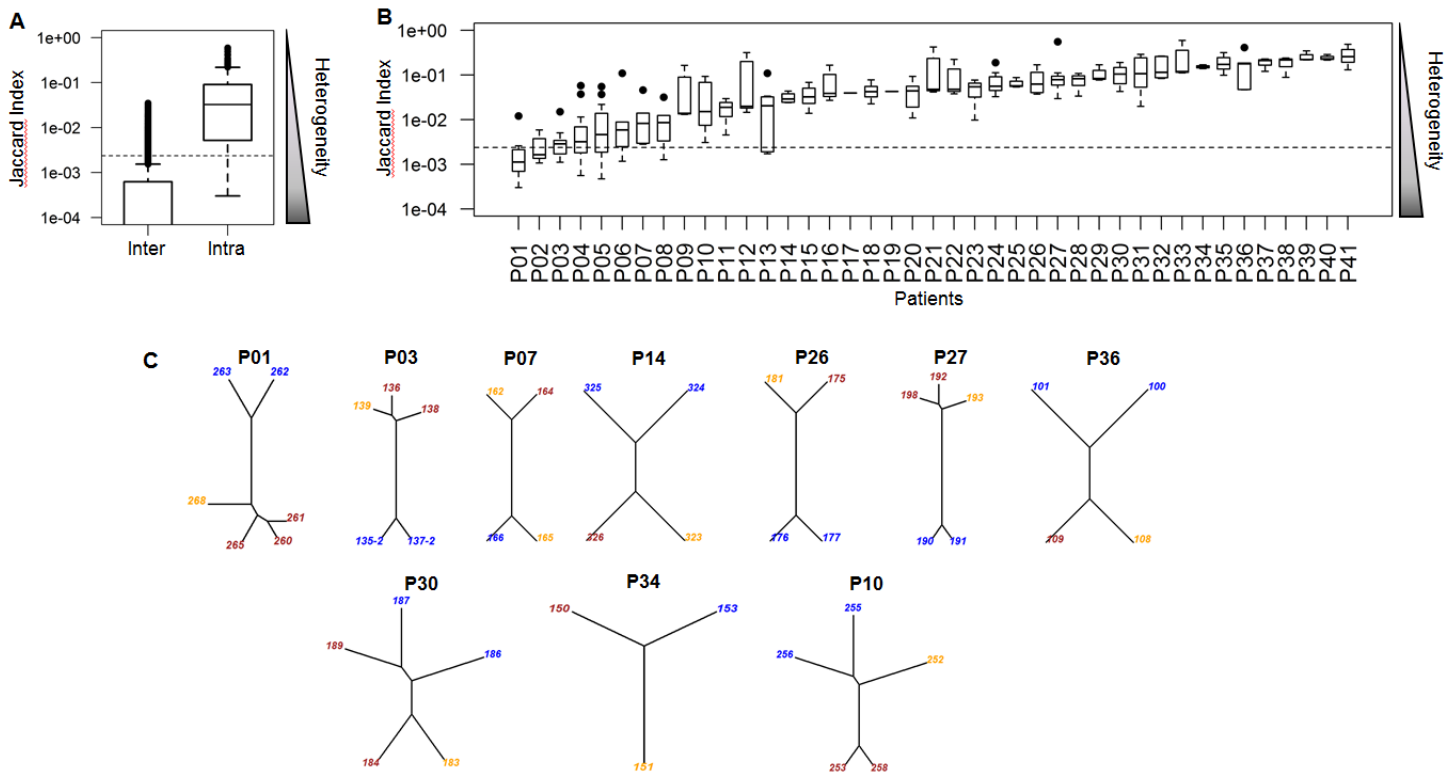 A
Jaccard Index
1e+00
1e-01
1e-02
1e-03
1e-04
Inter
Intra
Heterogeneity
B
Jaccard Index
1e+00
1e-01
1e-02
1e-03
1e-04
P01
P02
P03
P04
P05
P06
P07
P08
P09
P10
P11
P12
P13
P14
P15
P16
P17
P18
P19
P20
P21
P22
P23
P24
P25
P26
P27
P28
P29
P30
P31
P32
P33
P34
P35
P36
P37
P38
P39
P40
P41
Patients
Heterogeneity
C
P01
263
262
268
261
265
260
P03
136
139
138
135-2
137-2
P07
162
164
166
165
P14
325
324
326
323
P26
181
175
176
177
P27
192
198
193
190
191
P36
101
100
109
108
P30
187
189
186
184
183
P34
150
153
151
P10
255
256
252
253
258